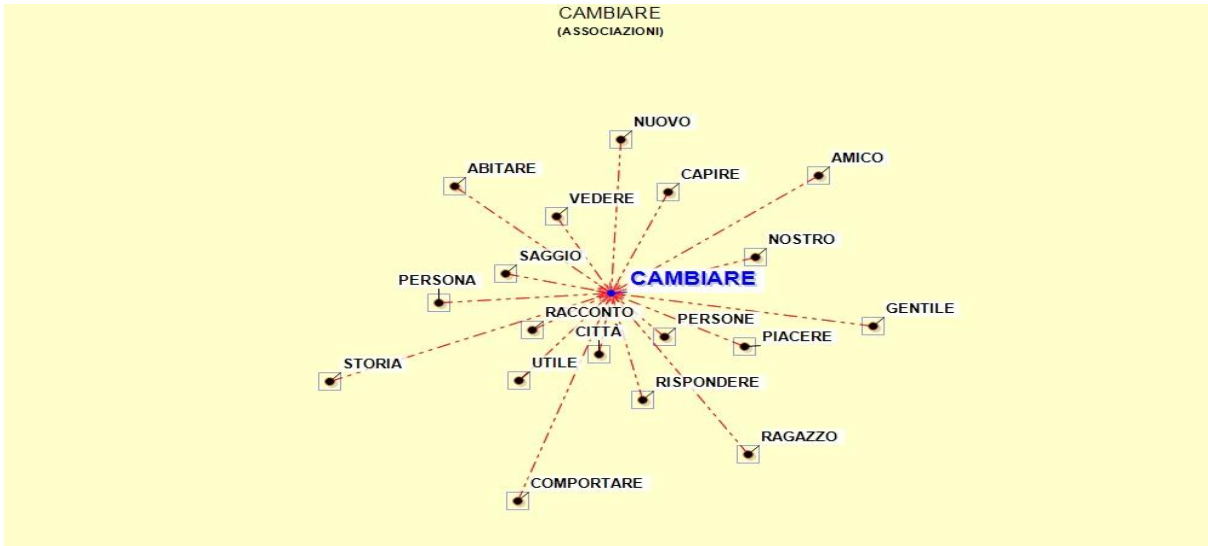 CAMBIARE
(ASSOCIAZIONI)
NUOVO
AMICO
ABITARE
CAPIRE
VEDERE
NOSTRO
SAGGIO
CAMBIARE
PERSONA
GENTILE
RACCONTO
PERSONE
CITTÀ
PIACERE
STORIA
UTILE
RISPONDERE
RAGAZZO
COMPORTARE